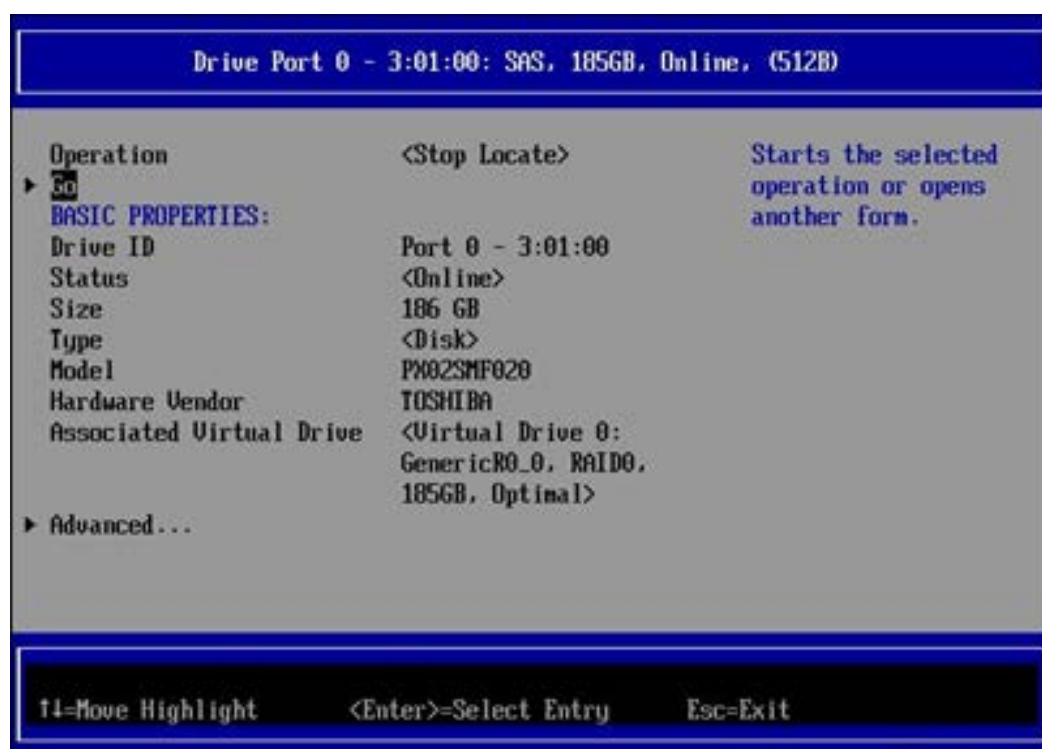 Drive Port 0 - 3:01:00: SAS, 185GB, Online, (512B)
Operation <Stop Locate> Starts the selected
Go operation or opens
BASIC PROPERTIES: another form.
Drive ID Port 0 - 3:01:00
Status <Online>
Size 186 GB
Type <Disk>
Model PX02SMF020
Hardware Vendor TOSHIBA
Associated Virtual Drive <Virtual Drive 0:
GenericR0_0, RAID0,
185GB, Optimal>
Advanced...
↑↓=Move Highlight <Enter>=Select Entry Esc=Exit